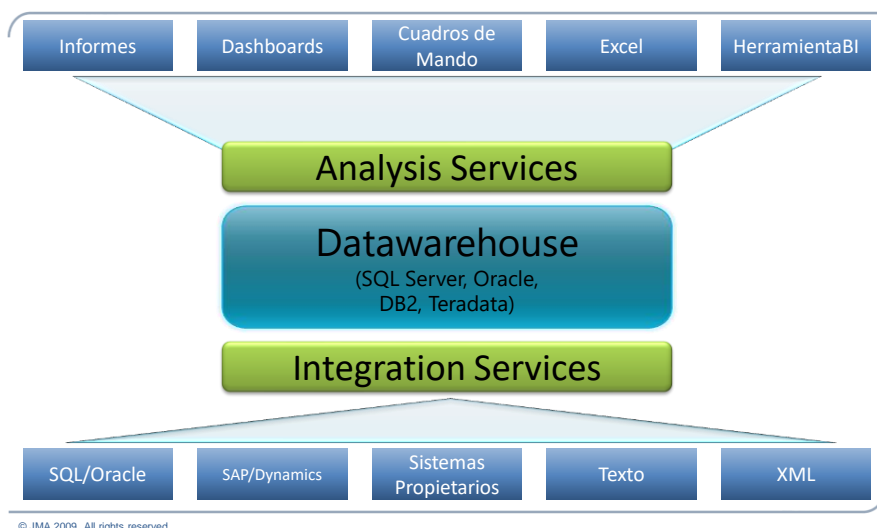 Informes
Dashboards
Cuadros de
Mando
Excel
HerramientaBI
Analysis Services
Datawarehouse
(SQL Server, Oracle,
DB2, Teradata)
Integration Services
SQL/Oracle
SAP/Dynamics
Sistemas
Propietarios
Texto
XML
© IMA 2009. All rights reserved